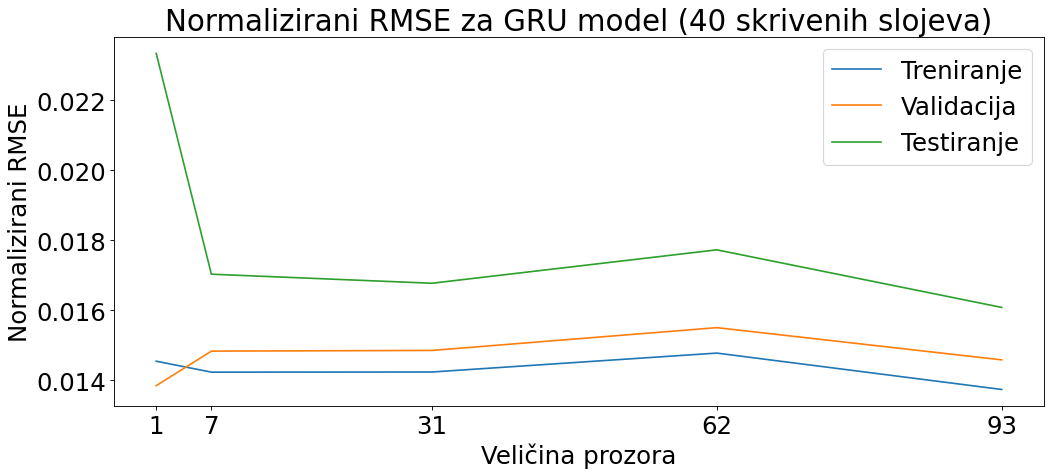 Normalizirani RMSE za GRU model (40 skrivenih slojeva)
Treniranje
Validacija
Testiranje
Normalizirani RMSE
0.022
0.020
0.018
0.016
0.014
1 7 31 62 93
Veličina prozora